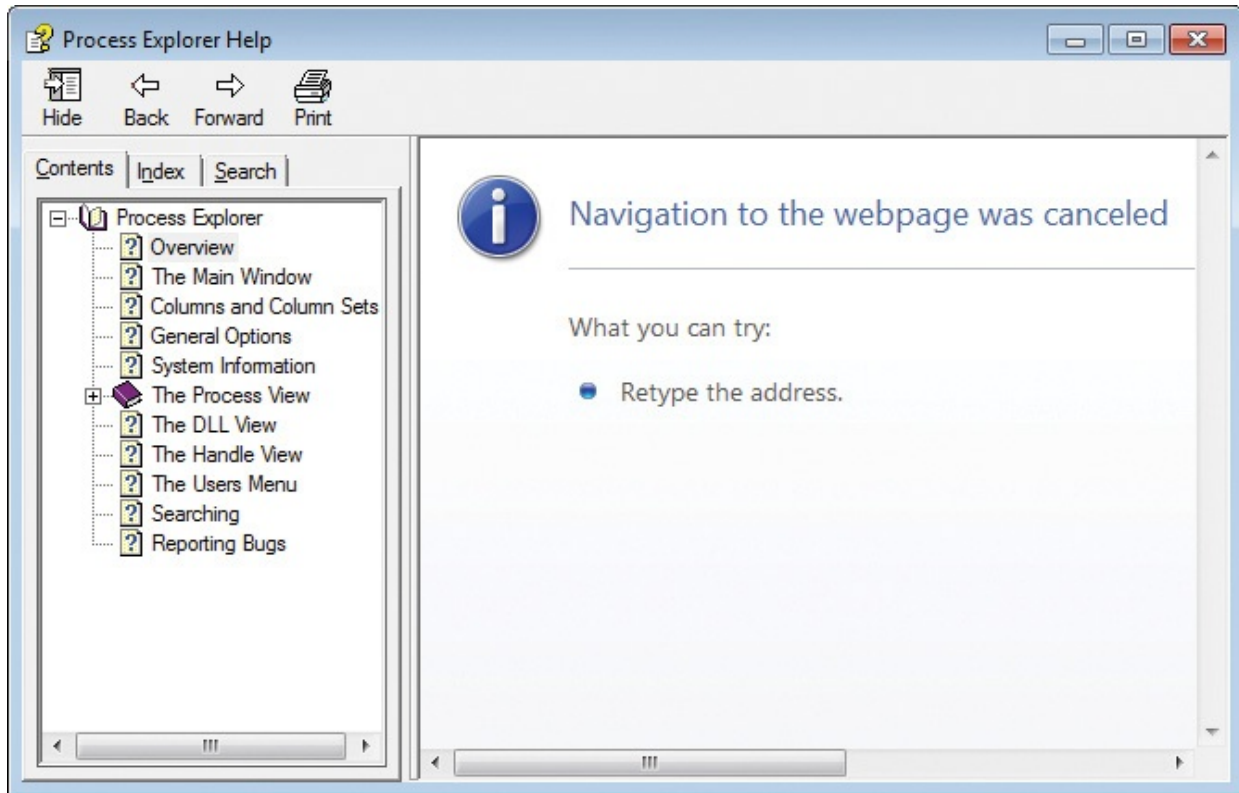 Process Explorer Help
Hide Back Forward Print
Contents Index Search
Process Explorer
Overview
The Main Window
Columns and Column Sets
General Options
System Information
The Process View
The DLL View
The Handle View
The Users Menu
Searching
Reporting Bugs
Navigation to the webpage was canceled
What you can try:
Retype the address.